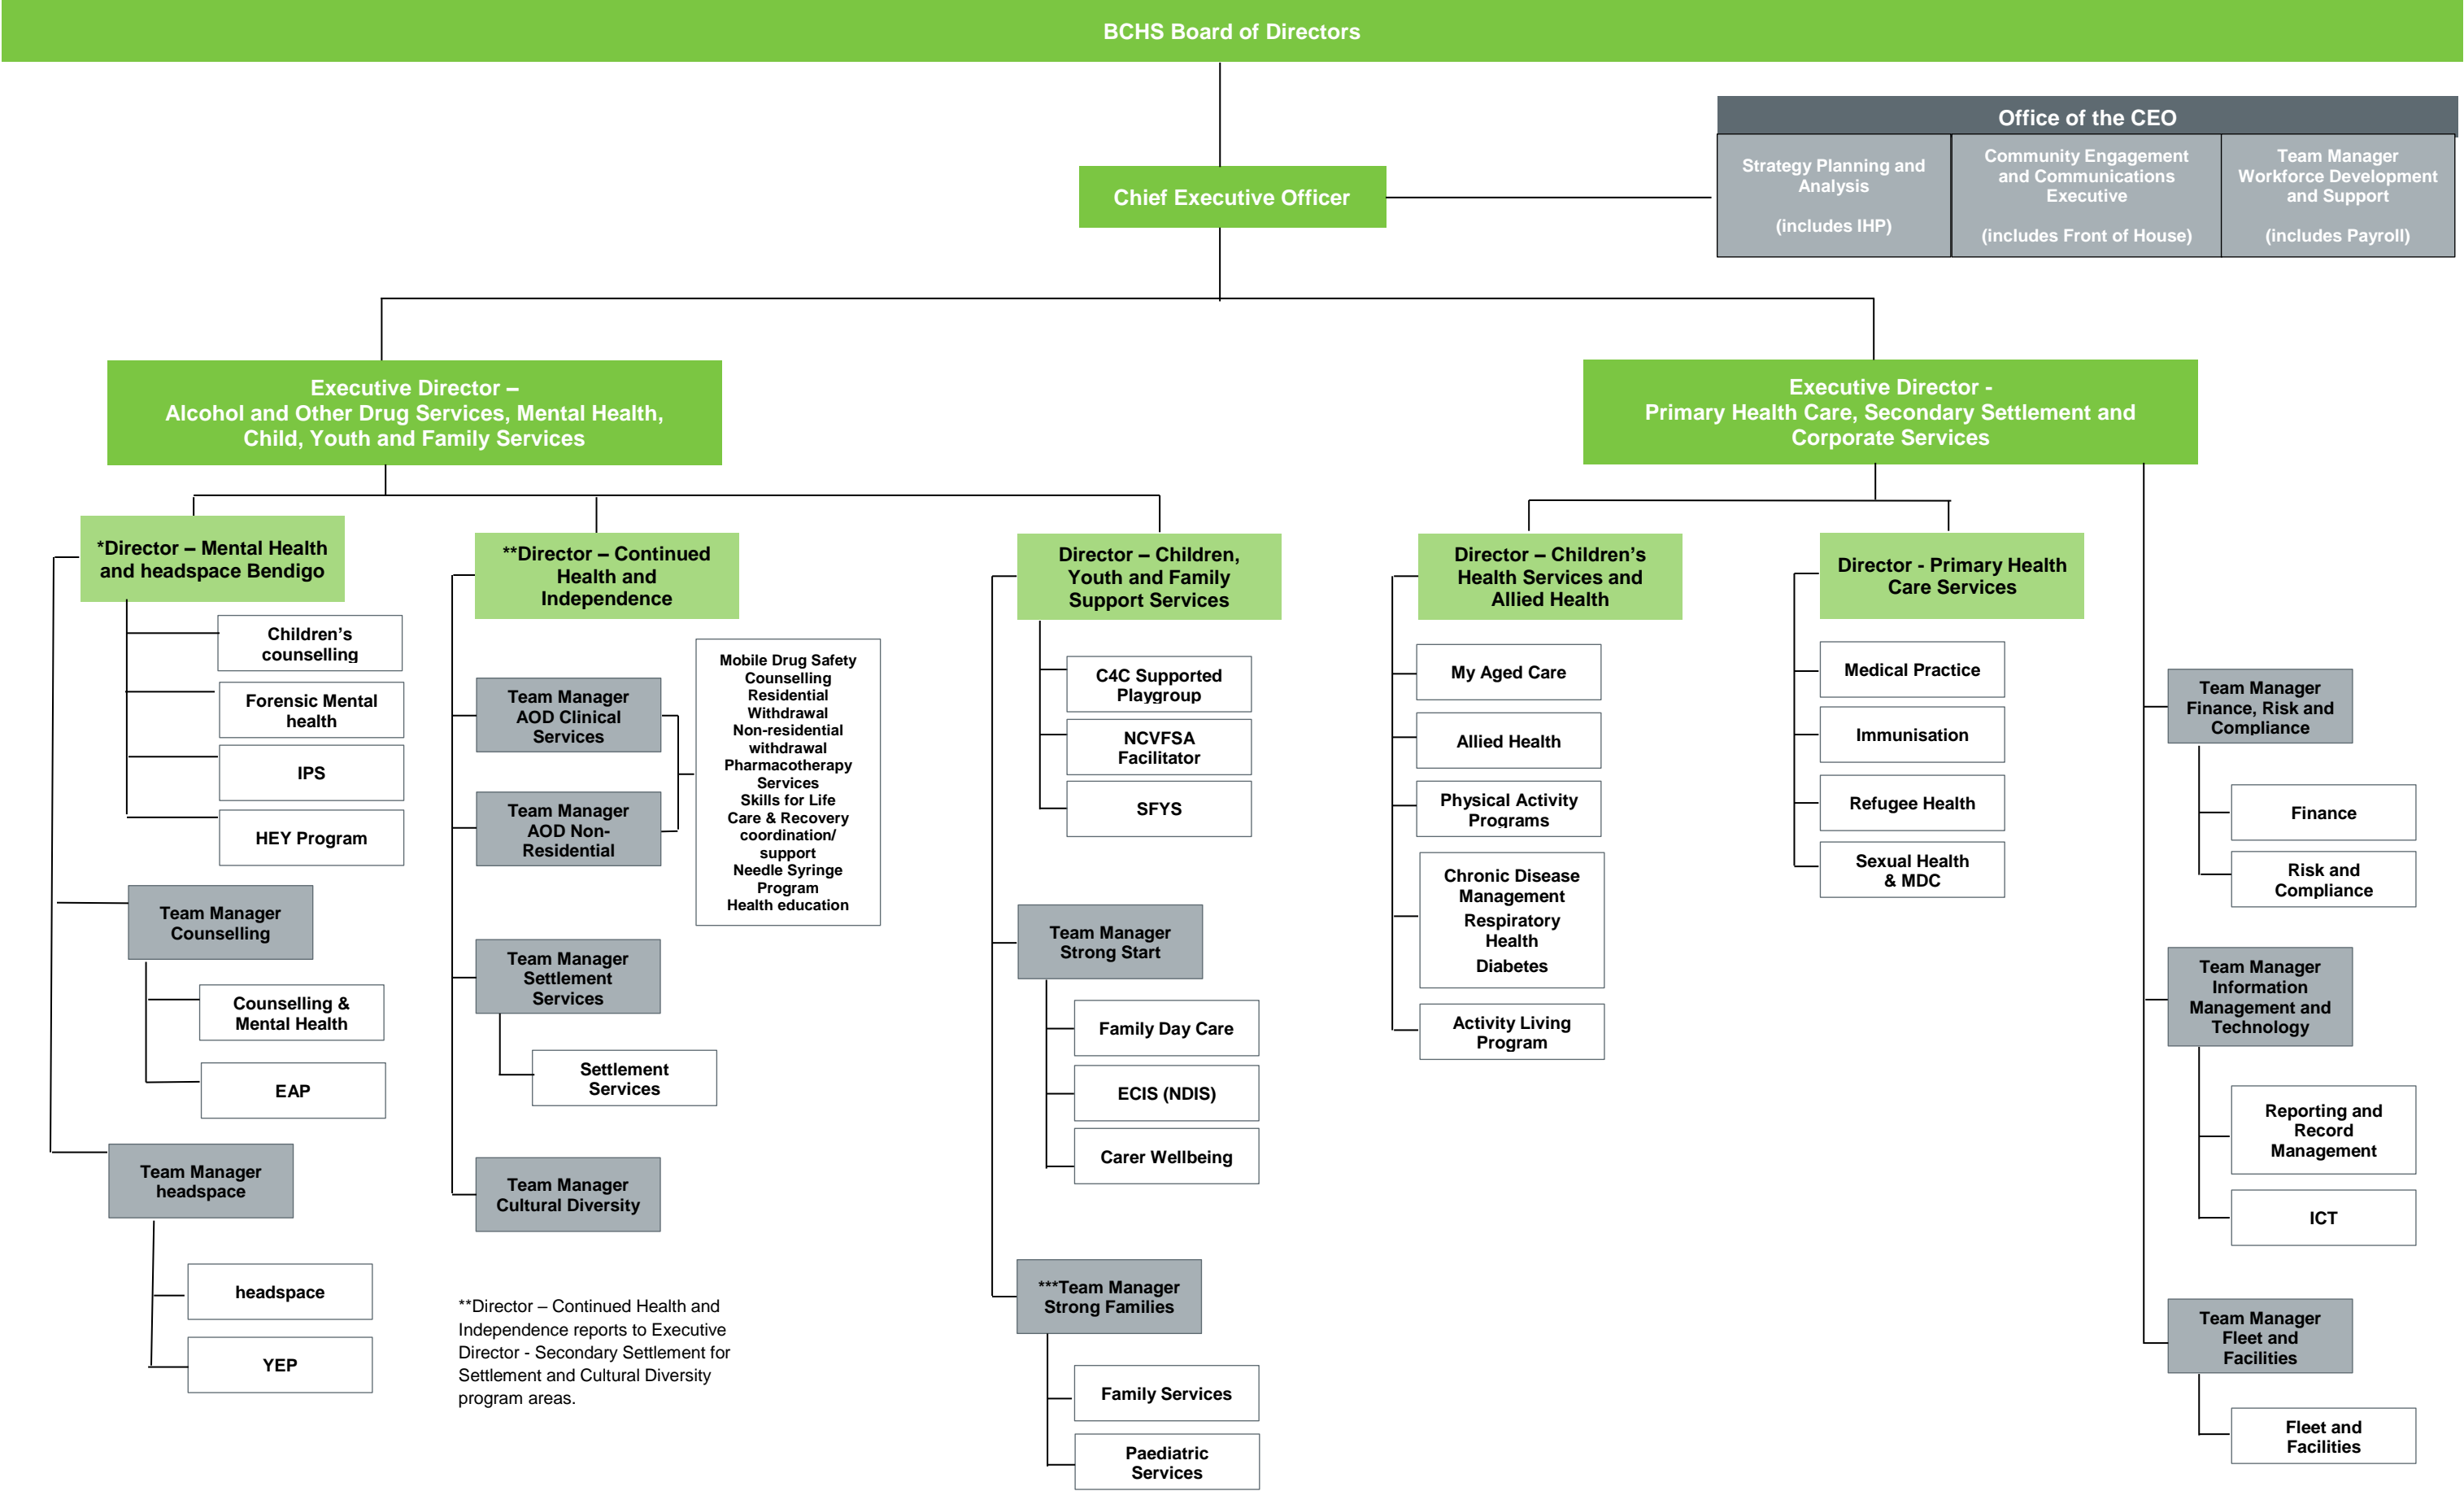 BCHS Board of Directors
Office of the CEO
Strategy Planning and
Analysis
(includes IHP)
Community Engagement
and Communications
Executive
(includes Front of House)
Team Manager
Workforce Development
and Support
(includes Payroll)
Chief Executive Officer
Executive Director –
Alcohol and Other Drug Services, Mental Health,
Child, Youth and Family Services
Executive Director -
Primary Health Care, Secondary Settlement and
Corporate Services
*Director – Mental Health
and headspace Bendigo
Children's
counselling
Forensic Mental
health
IPS
HEY Program
Team Manager
Counselling
Counselling &
Mental Health
EAP
Team Manager
headspace
headspace
YEP
**Director – Continued
Health and
Independence
Team Manager
AOD Clinical
Services
Team Manager
AOD Non-
Residential
Mobile Drug Safety
Counselling
Residential
Withdrawal
Non-residential
withdrawal
Pharmacotherapy
Services
Skills for Life
Care & Recovery
coordination/
support
Needle Syringe
Program
Health education
Team Manager
Settlement
Services
Settlement
Services
Team Manager
Cultural Diversity
**Director – Continued Health and
Independence reports to Executive
Director - Secondary Settlement for
Settlement and Cultural Diversity
program areas.
Director – Children,
Youth and Family
Support Services
C4C Supported
Playgroup
NCVFSA
Facilitator
SFYS
Team Manager
Strong Start
Family Day Care
ECIS (NDIS)
Carer Wellbeing
***Team Manager
Strong Families
Family Services
Paediatric
Services
Director – Children's
Health Services and
Allied Health
My Aged Care
Allied Health
Physical Activity
Programs
Chronic Disease
Management
Respiratory
Health
Diabetes
Activity Living
Program
Director - Primary Health
Care Services
Medical Practice
Immunisation
Refugee Health
Sexual Health
& MDC
Team Manager
Finance, Risk and
Compliance
Finance
Risk and
Compliance
Team Manager
Information
Management and
Technology
Reporting and
Record
Management
ICT
Team Manager
Fleet and
Facilities
Fleet and
Facilities